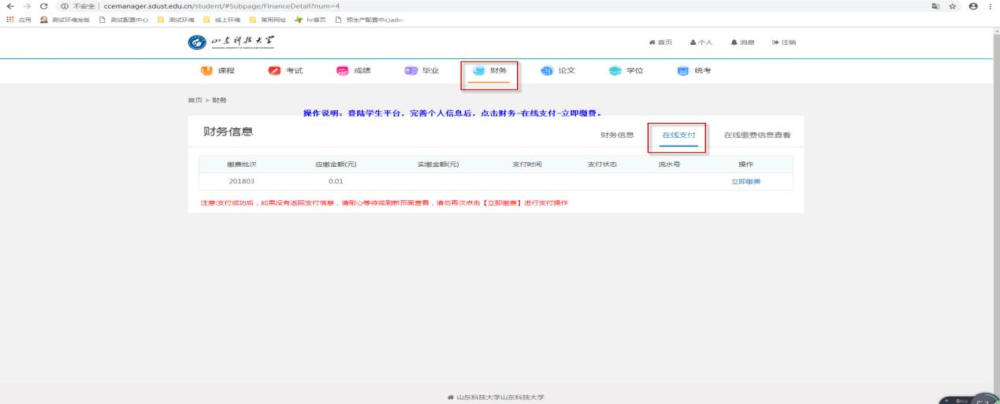 不安全 | ccemanager.sdust.edu.cn/student/#Subpage/FinanceDetail?num=4
应用 测试环境发版 测试配置中心 测试环境 线上环境 常用网址 hr首页 预生产配置中心adm
山东科技大学
SHANDONG UNIVERSITY OF SCIENCE AND TECHNOLOGY
首页 个人 消息 注销
课程 考试 成绩 毕业 财务 论文 学位 统考
首页 > 财务
操作说明：登陆学生平台，完善个人信息后，点击财务-在线支付-立即缴费。
财务信息
财务信息 在线支付 在线缴费信息查看
缴费批次 应缴金额(元) 实缴金额(元) 支付时间 支付状态 流水号 操作
201803 0.01 立即缴费
注意:支付成功后，如果没有返回支付信息，请耐心等待或刷新页面查看，请勿再次点击【立即缴费】进行支付操作
山东科技大学山东科技大学